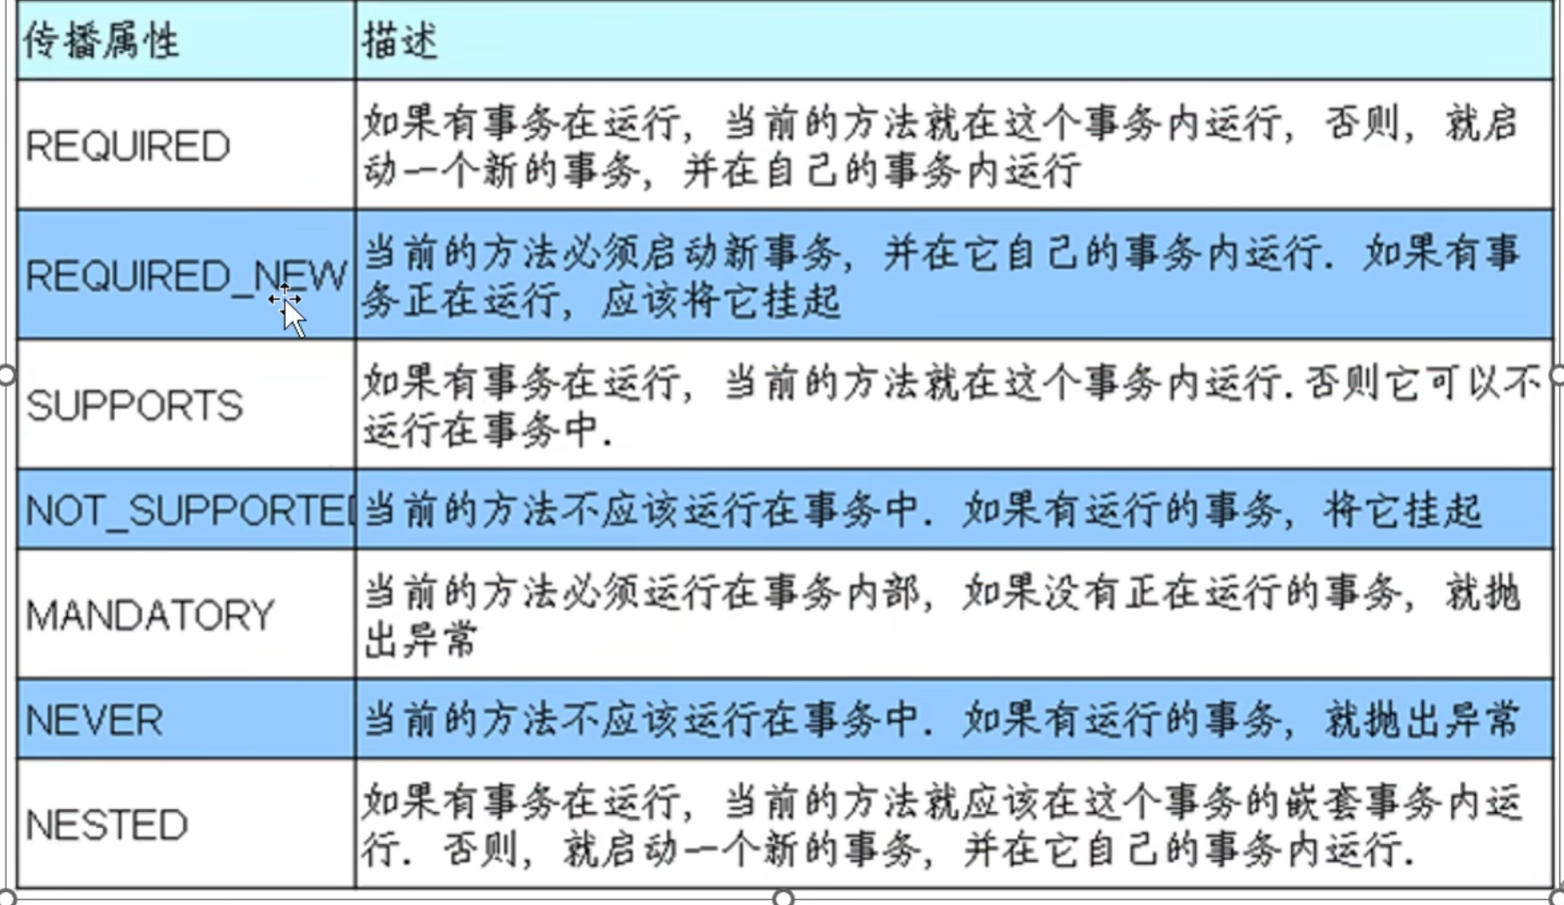 传播属性
描述
REQUIRED
如果有事务在运行，当前的方法就在这个事务内运行，否则，就启
动一个新的事务，并在自己的事务内运行
REQUIRED_NEW
当前的方法必须启动新事务，并在它自己的事务内运行. 如果有事
务正在运行，应该将它挂起
SUPPORTS
如果有事务在运行，当前的方法就在这个事务内运行.否则它可以不
运行在事务中.
NOT_SUPPORTED
当前的方法不应该运行在事务中. 如果有运行的事务，将它挂起
MANDATORY
当前的方法必须运行在事务内部，如果没有正在运行的事务，就抛
出异常
NEVER
当前的方法不应该运行在事务中. 如果有运行的事务，就抛出异常
NESTED
如果有事务在运行，当前的方法就应该在这个事务的嵌套事务内运
行. 否则，就启动一个新的事务，并在它自己的事务内运行.